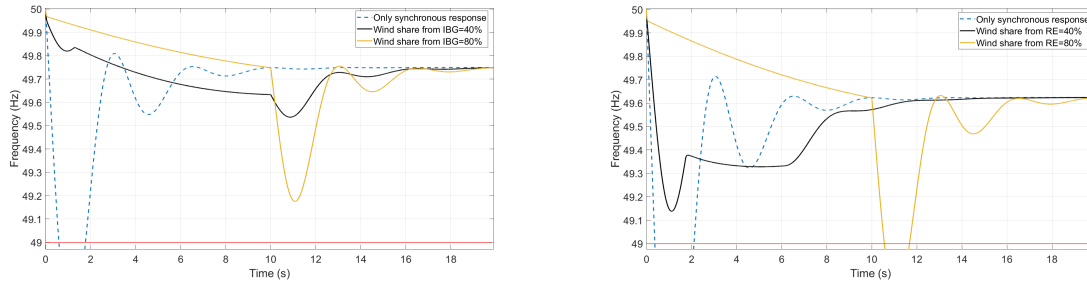 50
49.9
49.8
49.7
49.6
49.5
49.4
49.3
49.2
49.1
49
Frequency (Hz)
0 2 4 6 8 10 12 14 16 18
Time (s)
Only synchronous response
Wind share from IBG=40%
Wind share from IBG=80%
50
49.9
49.8
49.7
49.6
49.5
49.4
49.3
49.2
49.1
49
Frequency (Hz)
0 2 4 6 8 10 12 14 16 18
Time (s)
Only synchronous response
Wind share from RE=40%
Wind share from RE=80%